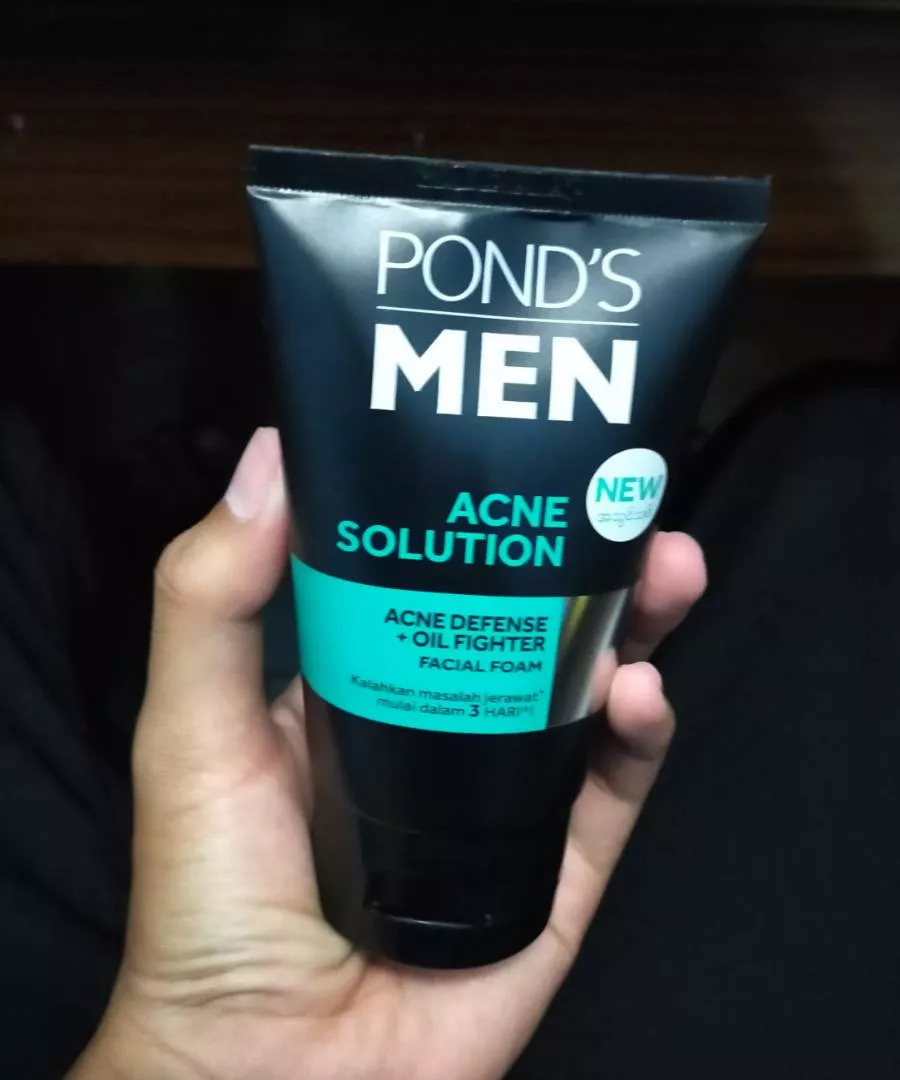 POND'S
MEN
NEW
ACNE
SOLUTION
ACNE DEFENSE
+ OIL FIGHTER
FACIAL FOAM
Kalahkan masalah jerawat*
mulai dalam 3 HARI